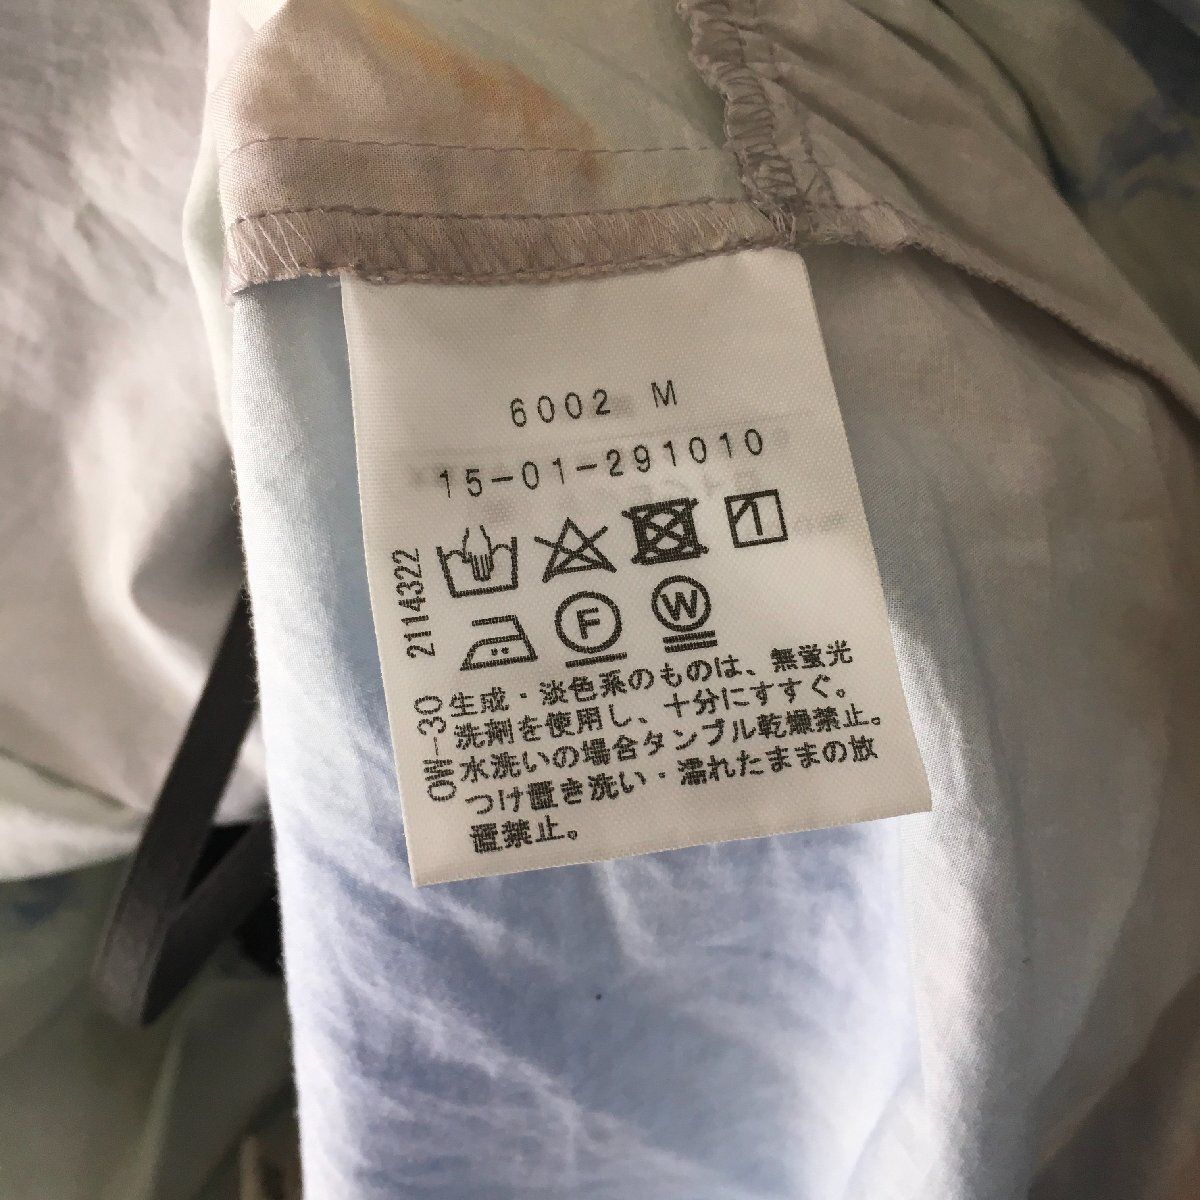 6002 M
15-01-291010
F
W
2114322
OW-30
生成・淡色系のものは、無蛍光
洗剤を使用し、十分にすすぐ。
水洗いの場合タンブル乾燥禁止。
つけ置き洗い・濡れたままの放
置禁止。